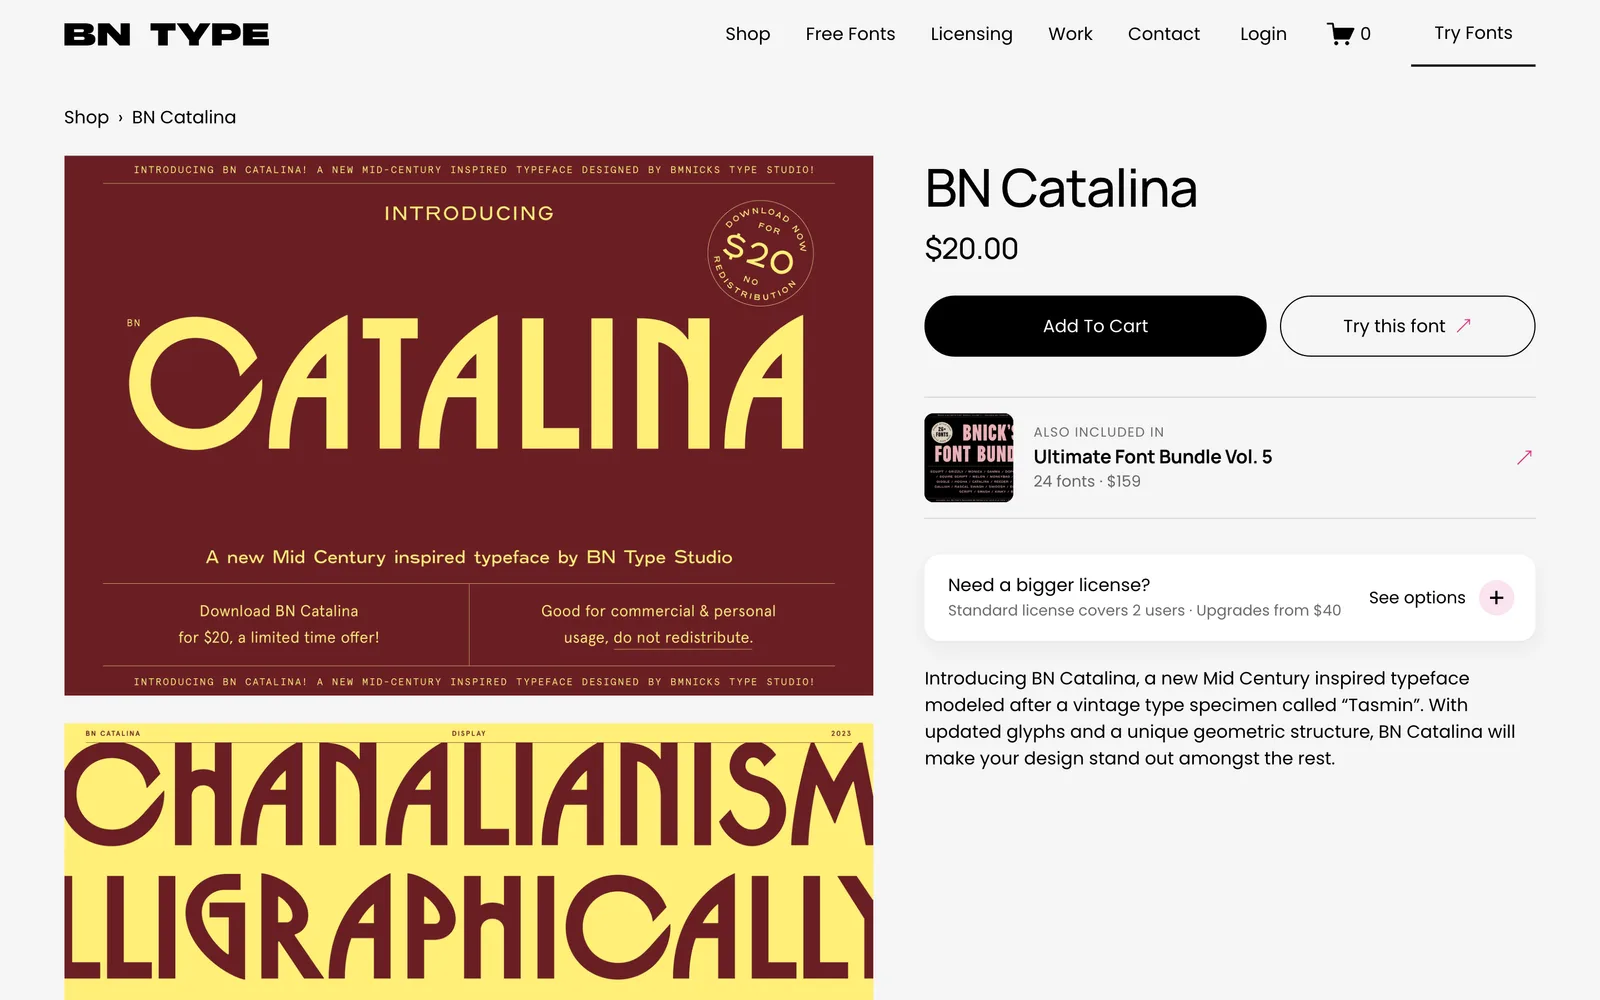 BN TYPE
Shop
Free Fonts
Licensing
Work
Contact
Login
0
Try Fonts
Shop › BN Catalina
INTRODUCING BN CATALINA! A NEW MID-CENTURY INSPIRED TYPEFACE DESIGNED BY BMNICKS TYPE STUDIO!
INTRODUCING
DOWNLOAD NOW
FOR
$20
NO
REDISTRIBUTION
BN
CATALINA
A new Mid Century inspired typeface by BN Type Studio
Download BN Catalina
for $20, a limited time offer!
Good for commercial & personal
usage, do not redistribute.
INTRODUCING BN CATALINA! A NEW MID-CENTURY INSPIRED TYPEFACE DESIGNED BY BMNICKS TYPE STUDIO!
BN CATALINA
DISPLAY
2023
CHANALIANISM
LLIGRAPHICALLY
BN Catalina
$20.00
Add To Cart
Try this font
25+
FONTS
BNICK'S
FONT BUND
ALSO INCLUDED IN
Ultimate Font Bundle Vol. 5
24 fonts · $159
Need a bigger license?
Standard license covers 2 users · Upgrades from $40
See options
Introducing BN Catalina, a new Mid Century inspired typeface
modeled after a vintage type specimen called “Tasmin”. With
updated glyphs and a unique geometric structure, BN Catalina will
make your design stand out amongst the rest.